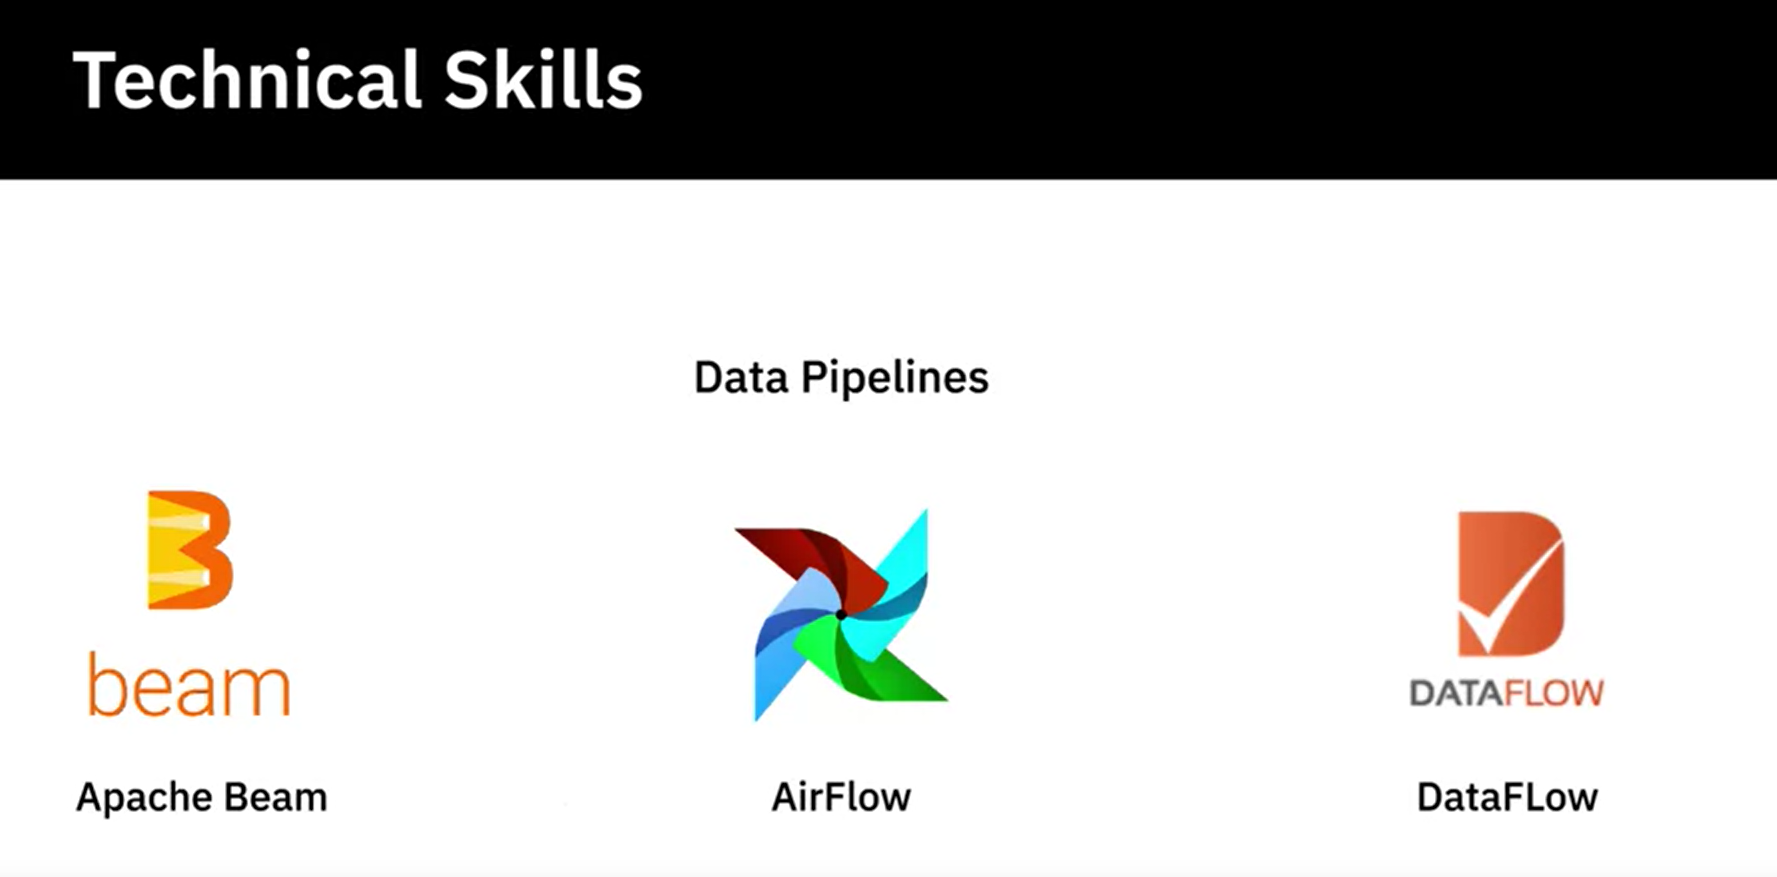 Technical Skills
Data Pipelines
beam
DATAFLOW
Apache Beam
AirFlow
DataFLow